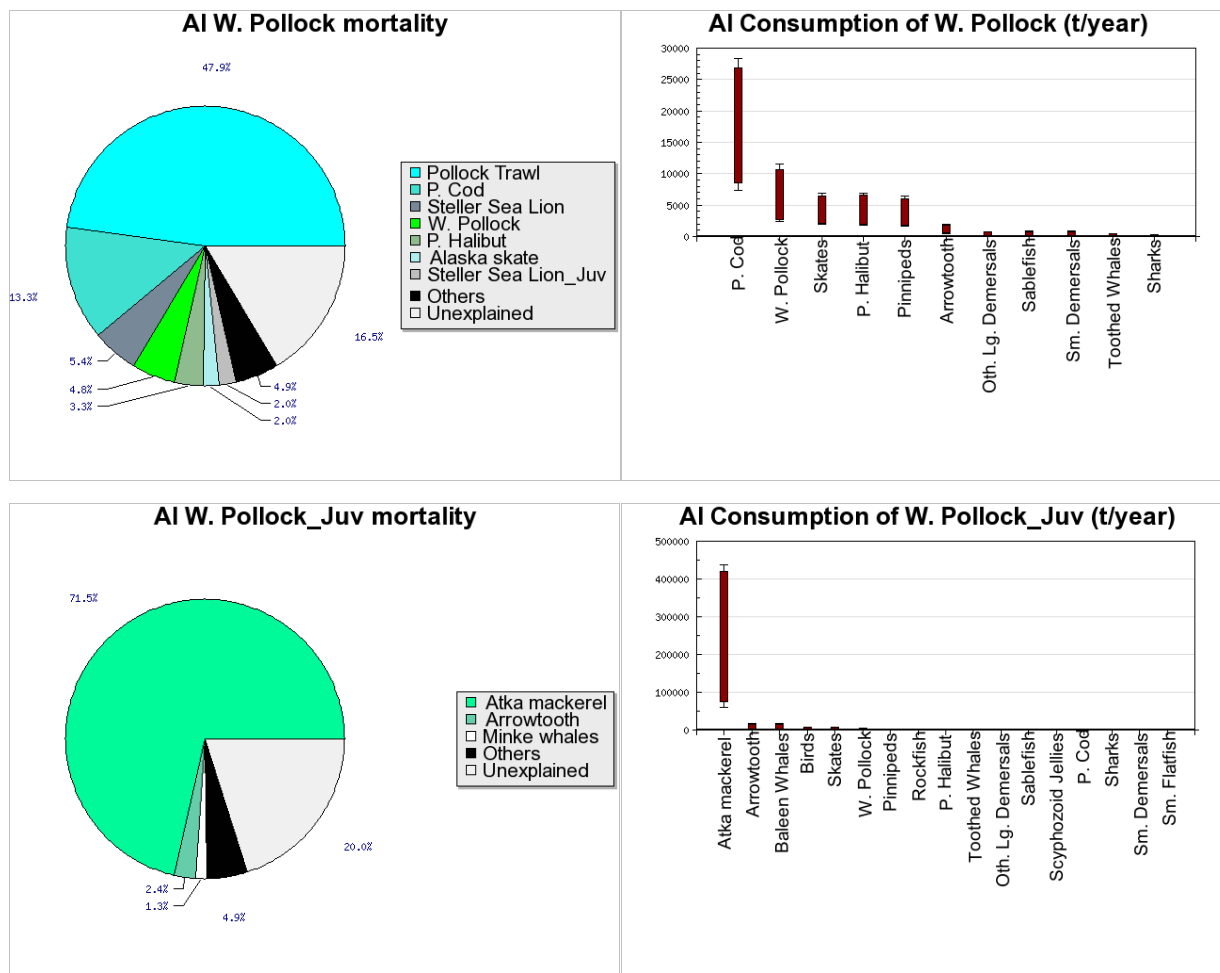 AI W. Pollock mortality
47.9%
13.3%
5.4%
4.8%
3.3%
2.0%
2.0%
4.9%
16.5%
Pollock Trawl
P. Cod
Steller Sea Lion
W. Pollock
P. Halibut
Alaska skate
Steller Sea Lion_Juv
Others
Unexplained
AI Consumption of W. Pollock (t/year)
30000
25000
20000
15000
10000
5000
0
P. Cod
W. Pollock
Skates
P. Halibut
Pinnipeds
Arrowtooth
Oth. Lg. Demersals
Sablefish
Sm. Demersals
Toothed Whales
Sharks
AI W. Pollock_Juv mortality
71.5%
2.4%
1.3%
4.9%
20.0%
Atka mackerel
Arrowtooth
Minke whales
Others
Unexplained
AI Consumption of W. Pollock_Juv (t/year)
500000
400000
300000
200000
100000
0
Atka mackerel
Arrowtooth
Baleen Whales
Birds
Skates
W. Pollock
Pinnipeds
Rockfish
P. Halibut
Toothed Whales
Oth. Lg. Demersals
Sablefish
Scyphozoid Jellies
P. Cod
Sharks
Sm. Demersals
Sm. Flatfish